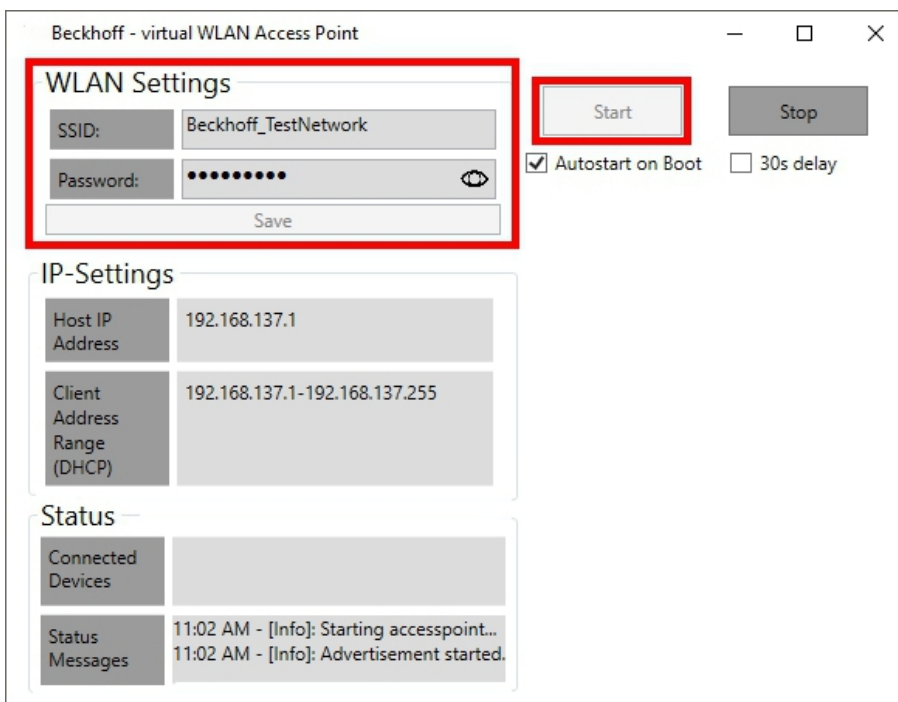 Beckhoff - virtual WLAN Access Point
WLAN Settings
SSID:
Beckhoff_TestNetwork
Password:
•••••••••
Save
Start
Stop
Autostart on Boot
30s delay
IP-Settings
Host IP
Address
192.168.137.1
Client
Address
Range
(DHCP)
192.168.137.1-192.168.137.255
Status
Connected
Devices
Status
Messages
11:02 AM - [Info]: Starting accesspoint...
11:02 AM - [Info]: Advertisement started.